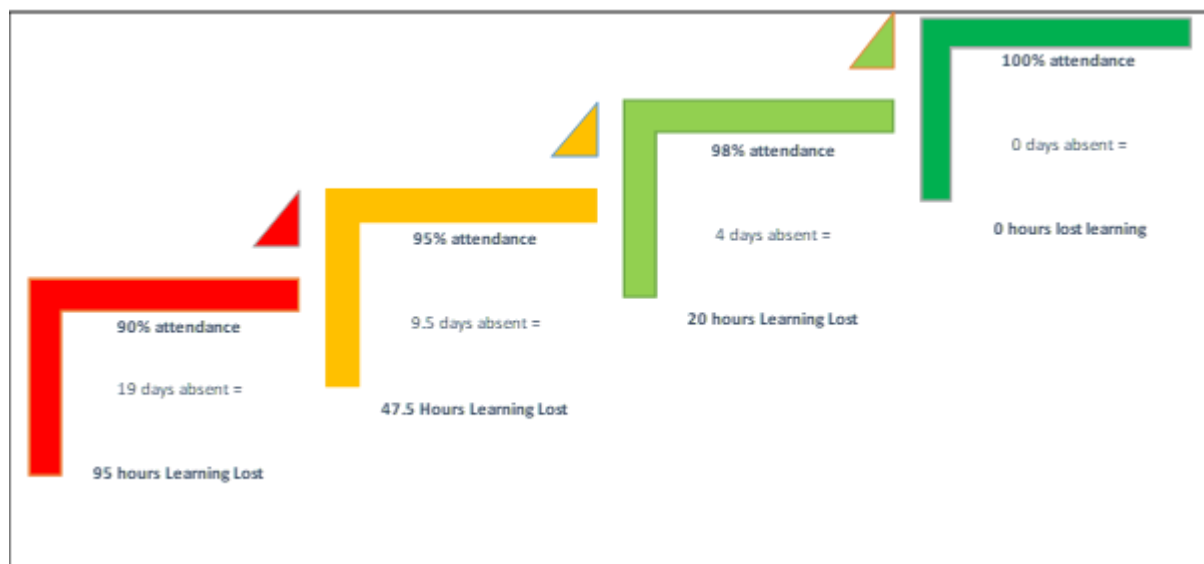 90% attendance
19 days absent =
95 hours Learning Lost
95% attendance
9.5 days absent =
47.5 Hours Learning Lost
98% attendance
4 days absent =
20 hours Learning Lost
100% attendance
0 days absent =
0 hours lost learning